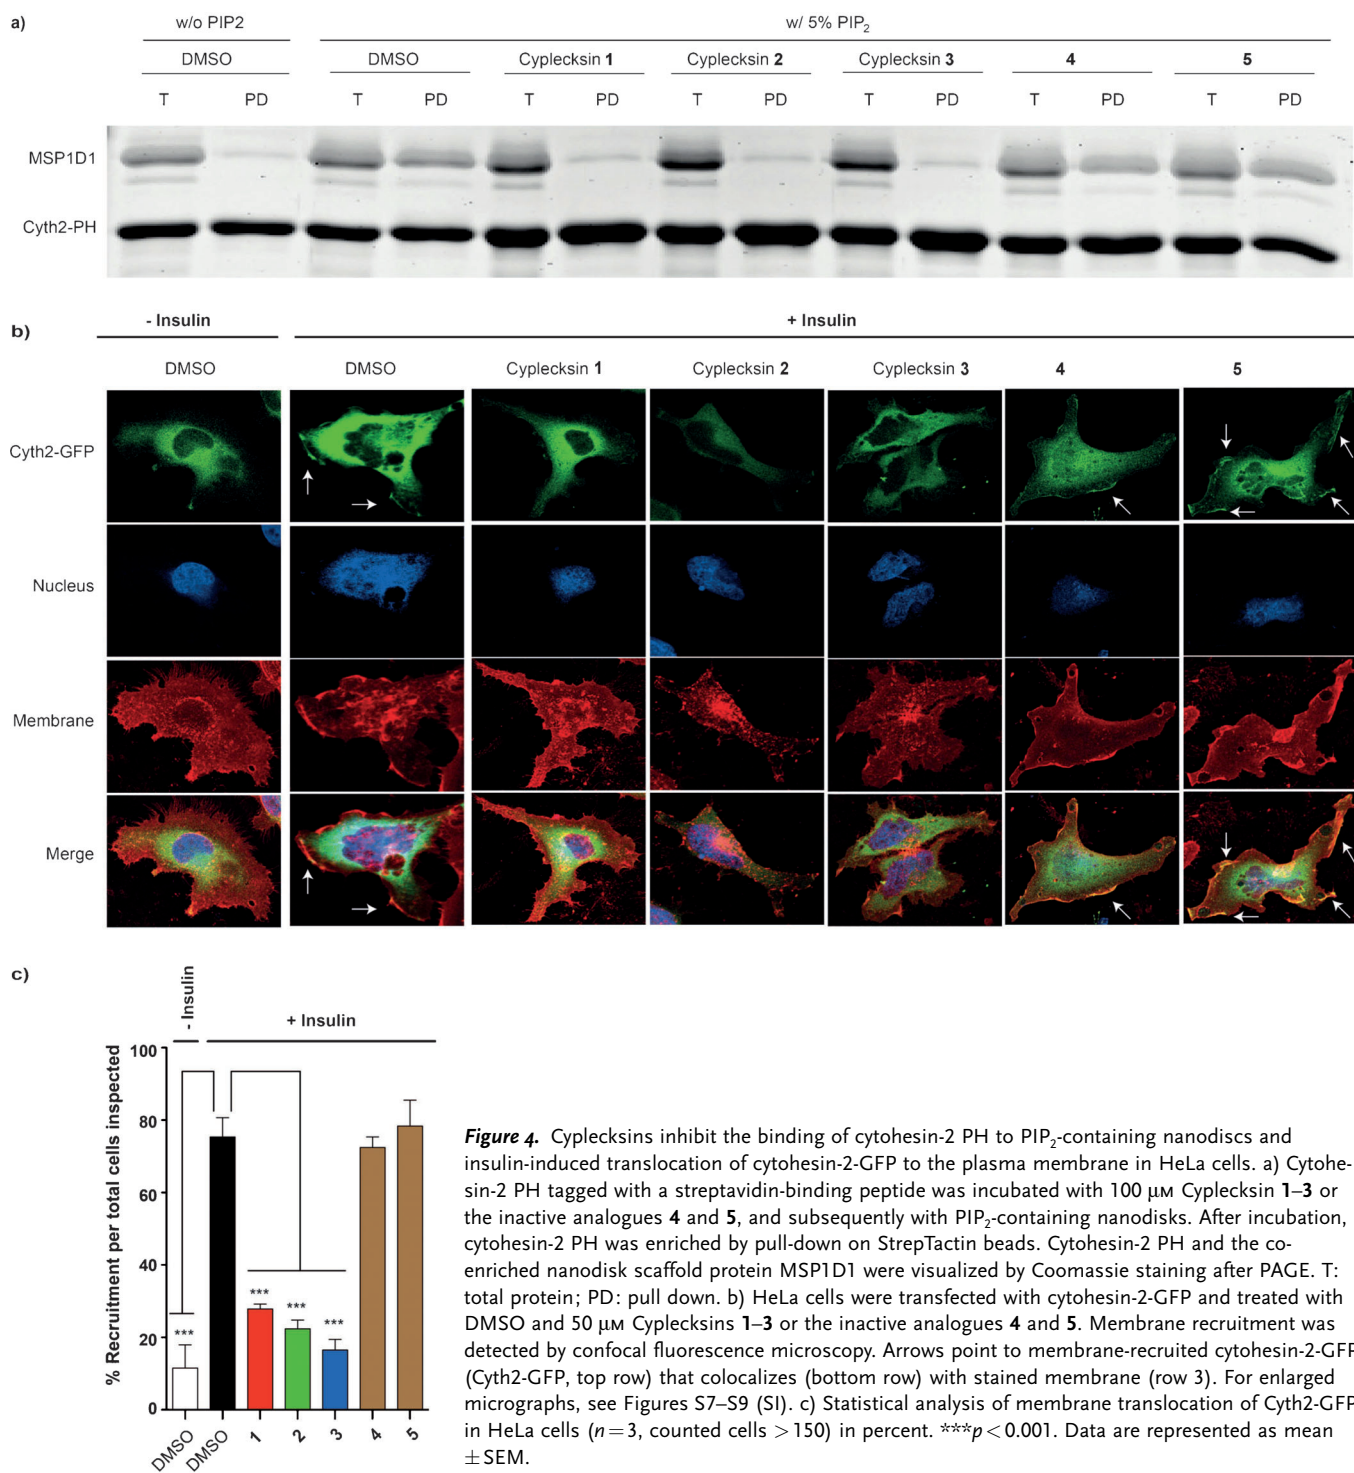 a)
w/o PIP2
w/ 5% PIP₂
DMSO DMSO Cyplecksin 1 Cyplecksin 2 Cyplecksin 3 4 5
T PD T PD T PD T PD T PD T PD T PD
MSP1D1
Cyth2-PH
b)
- Insulin
+ Insulin
DMSO DMSO Cyplecksin 1 Cyplecksin 2 Cyplecksin 3 4 5
Cyth2-GFP
Nucleus
Membrane
Merge
c)
- Insulin
+ Insulin
% Recruitment per total cells inspected
100
80
60
40
20
0
*** *** *** ***
DMSO DMSO 1 2 3 4 5
Figure 4. Cyplecksins inhibit the binding of cytohesin-2 PH to PIP₂-containing nanodiscs and
insulin-induced translocation of cytohesin-2-GFP to the plasma membrane in HeLa cells. a) Cytohe-
sin-2 PH tagged with a streptavidin-binding peptide was incubated with 100 μM Cyplecksin 1–3 or
the inactive analogues 4 and 5, and subsequently with PIP₂-containing nanodisks. After incubation,
cytohesin-2 PH was enriched by pull-down on StrepTactin beads. Cytohesin-2 PH and the co-
enriched nanodisk scaffold protein MSP1D1 were visualized by Coomassie staining after PAGE. T:
total protein; PD: pull down. b) HeLa cells were transfected with cytohesin-2-GFP and treated with
DMSO and 50 μM Cyplecksins 1–3 or the inactive analogues 4 and 5. Membrane recruitment was
detected by confocal fluorescence microscopy. Arrows point to membrane-recruited cytohesin-2-GFP
(Cyth2-GFP, top row) that colocalizes (bottom row) with stained membrane (row 3). For enlarged
micrographs, see Figures S7–S9 (SI). c) Statistical analysis of membrane translocation of Cyth2-GFP
in HeLa cells (n=3, counted cells >150) in percent. ***p<0.001. Data are represented as mean
±SEM.